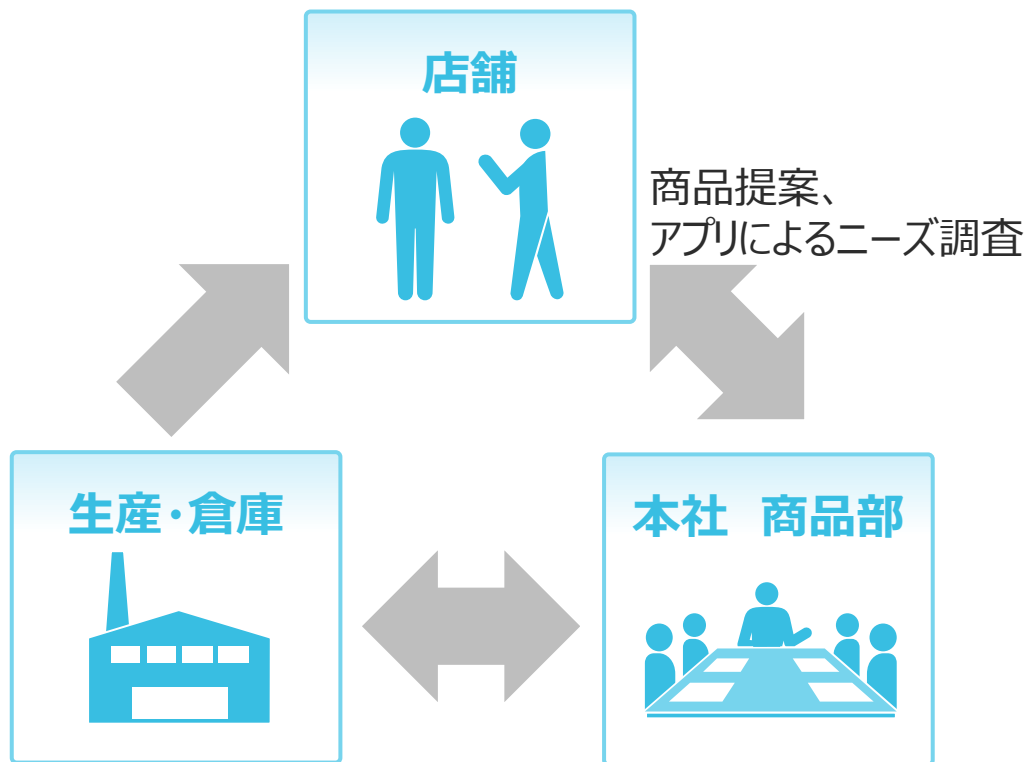 店舗
商品提案、
アプリによるニーズ調査
生産・倉庫
本社　商品部